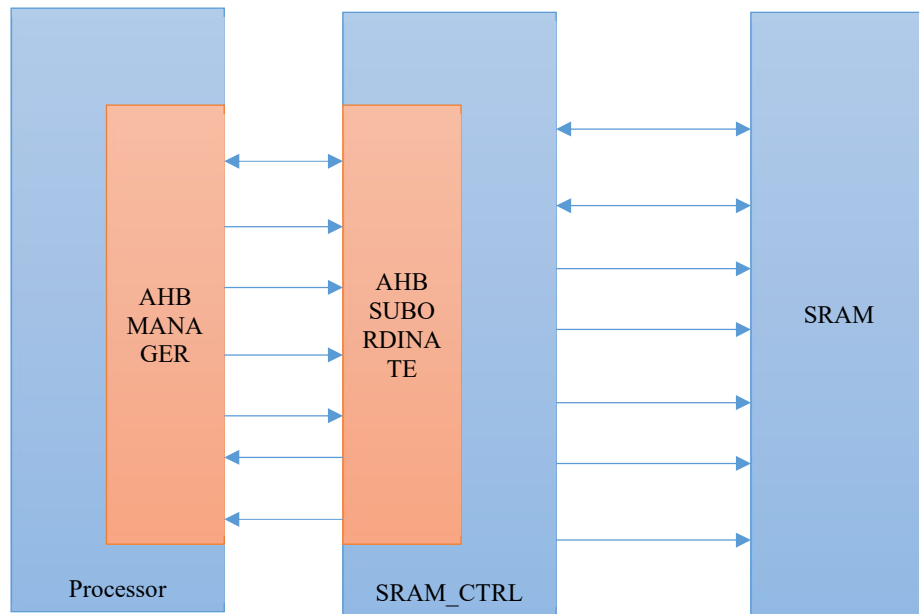 AHB
MANA
GER
AHB
SUBO
RDINA
TE
SRAM
Processor
SRAM_CTRL